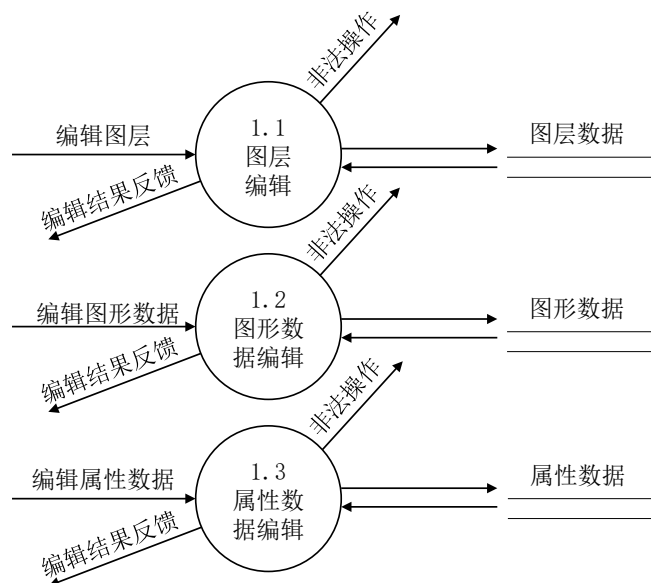 非法操作
1.1
图层
编辑
编辑图层
图层数据
编辑结果反馈
非法操作
1.2
图形数
据编辑
编辑图形数据
图形数据
编辑结果反馈
非法操作
1.3
属性数
据编辑
编辑属性数据
属性数据
编辑结果反馈